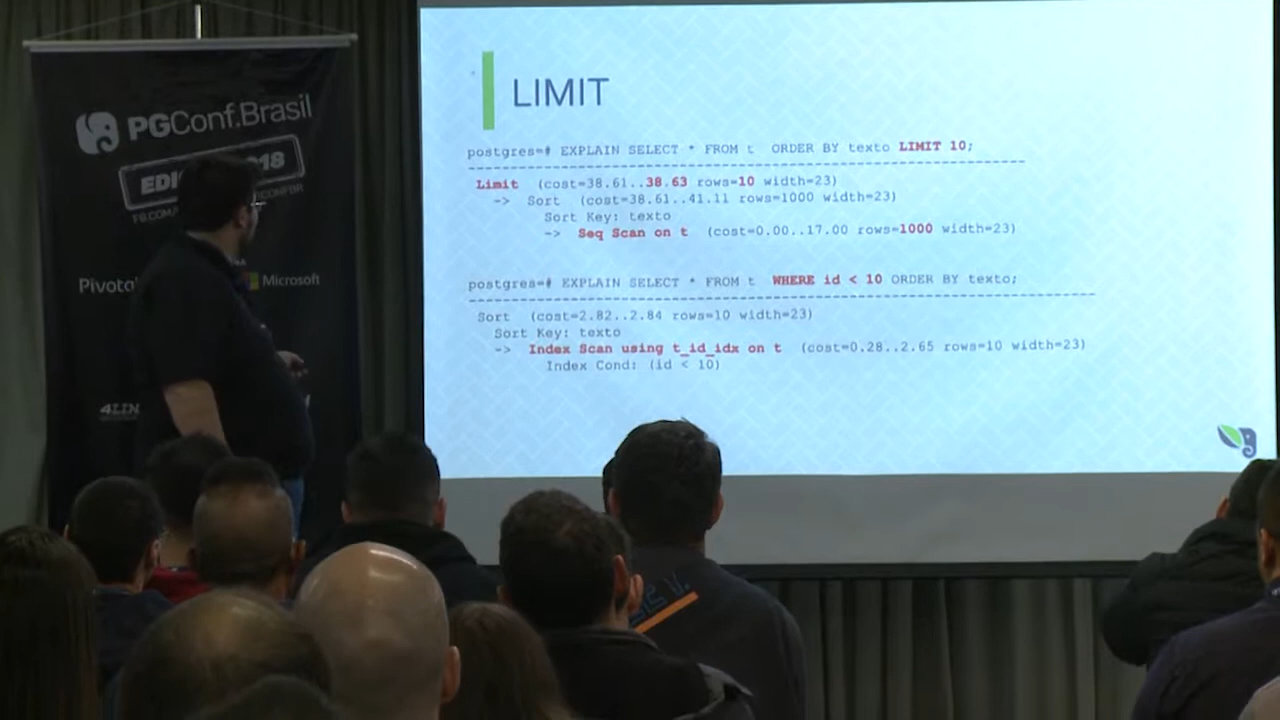 PGConf.Brasil
Pivotal
Microsoft
4LIN
LIMIT
postgres=# EXPLAIN SELECT * FROM t ORDER BY texto LIMIT 10;
Limit (cost=38.61..38.63 rows=10 width=23)
-> Sort (cost=38.61..41.11 rows=1000 width=23)
Sort Key: texto
-> Seq Scan on t (cost=0.00..17.00 rows=1000 width=23)
postgres=# EXPLAIN SELECT * FROM t WHERE id < 10 ORDER BY texto;
Sort (cost=2.82..2.84 rows=10 width=23)
Sort Key: texto
-> Index Scan using t_id_idx on t (cost=0.28..2.65 rows=10 width=23)
Index Cond: (id < 10)